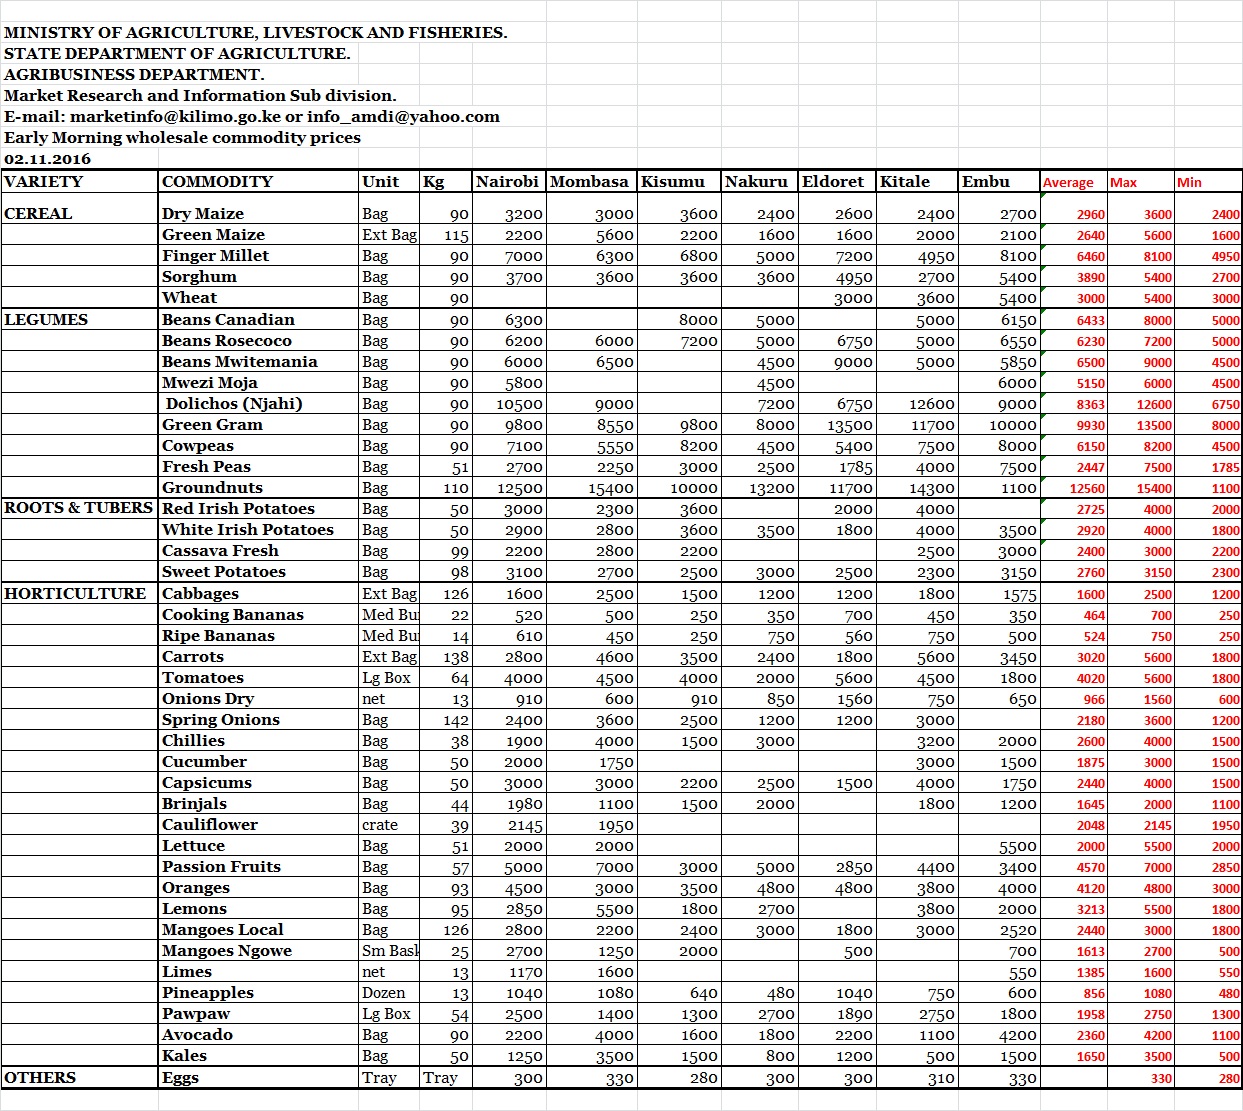 MINISTRY OF AGRICULTURE, LIVESTOCK AND FISHERIES.
STATE DEPARTMENT OF AGRICULTURE.
AGRIBUSINESS DEPARTMENT.
Market Research and Information Sub division.
E-mail: marketinfo@kilimo.go.ke or info_amdi@yahoo.com
Early Morning wholesale commodity prices
02.11.2016
VARIETY COMMODITY Unit Kg Nairobi Mombasa Kisumu Nakuru Eldoret Kitale Embu Average Max Min
CEREAL Dry Maize Bag 90 3200 3000 3600 2400 2600 2400 2700 2960 3600 2400
Green Maize Ext Bag 115 2200 5600 2200 1600 1600 2000 2100 2640 5600 1600
Finger Millet Bag 90 7000 6300 6800 5000 7200 4950 8100 6460 8100 4950
Sorghum Bag 90 3700 3600 3600 3600 4950 2700 5400 3890 5400 2700
Wheat Bag 90 3000 3600 5400 3000 5400 3000
LEGUMES Beans Canadian Bag 90 6300 8000 5000 5000 6150 6433 8000 5000
Beans Rosecoco Bag 90 6200 6000 7200 5000 6750 5000 6550 6230 7200 5000
Beans Mwitemania Bag 90 6000 6500 4500 9000 5000 5850 6500 9000 4500
Mwezi Moja Bag 90 5800 4500 6000 5150 6000 4500
Dolichos (Njahi) Bag 90 10500 9000 7200 6750 12600 9000 8363 12600 6750
Green Gram Bag 90 9800 8550 9800 8000 13500 11700 10000 9930 13500 8000
Cowpeas Bag 90 7100 5550 8200 4500 5400 7500 8000 6150 8200 4500
Fresh Peas Bag 51 2700 2250 3000 2500 1785 4000 7500 2447 7500 1785
Groundnuts Bag 110 12500 15400 10000 13200 11700 14300 1100 12560 15400 1100
ROOTS & TUBERS Red Irish Potatoes Bag 50 3000 2300 3600 2000 4000 2725 4000 2000
White Irish Potatoes Bag 50 2900 2800 3600 3500 1800 4000 3500 2920 4000 1800
Cassava Fresh Bag 99 2200 2800 2200 2500 3000 2400 3000 2200
Sweet Potatoes Bag 98 3100 2700 2500 3000 2500 2300 3150 2760 3150 2300
HORTICULTURE Cabbages Ext Bag 126 1600 2500 1500 1200 1200 1800 1575 1600 2500 1200
Cooking Bananas Med Bu 22 520 500 250 350 700 450 350 464 700 250
Ripe Bananas Med Bu 14 610 450 250 750 560 750 500 524 750 250
Carrots Ext Bag 138 2800 4600 3500 2400 1800 5600 3450 3020 5600 1800
Tomatoes Lg Box 64 4000 4500 4000 2000 5600 4500 1800 4020 5600 1800
Onions Dry net 13 910 600 910 850 1560 750 650 966 1560 600
Spring Onions Bag 142 2400 3600 2500 1200 1200 3000 2180 3600 1200
Chillies Bag 38 1900 4000 1500 3000 3200 2000 2600 4000 1500
Cucumber Bag 50 2000 1750 3000 1500 1875 3000 1500
Capsicums Bag 50 3000 3000 2200 2500 1500 4000 1750 2440 4000 1500
Brinjals Bag 44 1980 1100 1500 2000 1800 1200 1645 2000 1100
Cauliflower crate 39 2145 1950 2048 2145 1950
Lettuce Bag 51 2000 2000 5500 2000 5500 2000
Passion Fruits Bag 57 5000 7000 3000 5000 2850 4400 3400 4570 7000 2850
Oranges Bag 93 4500 3000 3500 4800 4800 3800 4000 4120 4800 3000
Lemons Bag 95 2850 5500 1800 2700 3800 2000 3213 5500 1800
Mangoes Local Bag 126 2800 2200 2400 3000 1800 3000 2520 2440 3000 1800
Mangoes Ngowe Sm Bask 25 2700 1250 2000 500 700 1613 2700 500
Limes net 13 1170 1600 550 1385 1600 550
Pineapples Dozen 13 1040 1080 640 480 1040 750 600 856 1080 480
Pawpaw Lg Box 54 2500 1400 1300 2700 1890 2750 1800 1958 2750 1300
Avocado Bag 90 2200 4000 1600 1800 2200 1100 4200 2360 4200 1100
Kales Bag 50 1250 3500 1500 800 1200 500 1500 1650 3500 500
OTHERS Eggs Tray Tray 300 330 280 300 300 310 330 330 280